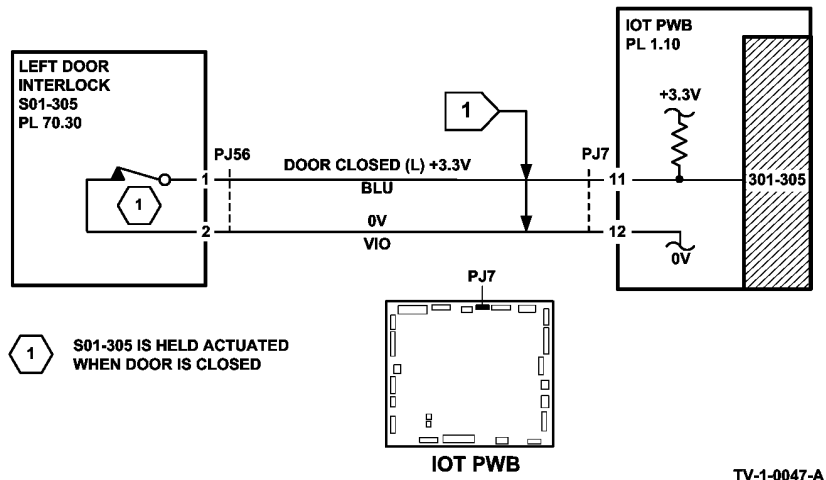 IOT PWB
PL 1.10
LEFT DOOR
INTERLOCK
S01-305
PL 70.30
+3.3V
1
PJ56
DOOR CLOSED (L) +3.3V
PJ7
1
BLU
11
301-305
1
2
0V
VIO
12
0V
PJ7
1
S01-305 IS HELD ACTUATED
WHEN DOOR IS CLOSED
IOT PWB
TV-1-0047-A